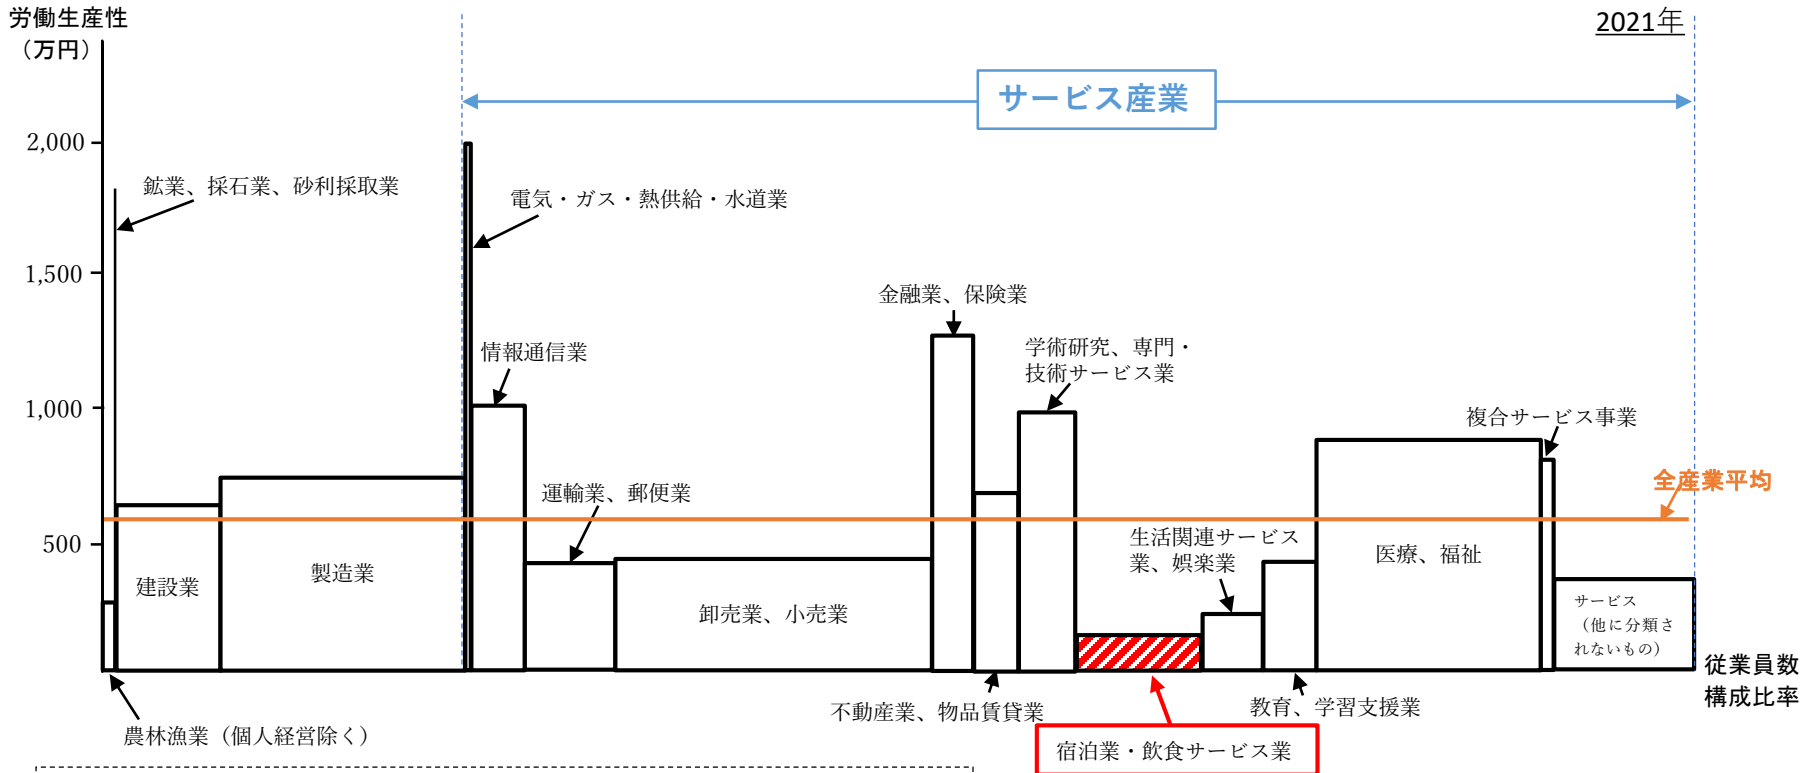 労働生産性
（万円）
2021年
サービス産業
2,000
鉱業、採石業、砂利採取業
電気・ガス・熱供給・水道業
1,500
金融業、保険業
情報通信業
学術研究、専門・
技術サービス業
1,000
複合サービス事業
全産業平均
運輸業、郵便業
500
生活関連サービス
業、娯楽業
医療、福祉
建設業
製造業
卸売業、小売業
サービス
（他に分類さ
れないもの）
従業員数
構成比率
不動産業、物品賃貸業
教育、学習支援業
農林漁業（個人経営除く）
宿泊業・飲食サービス業